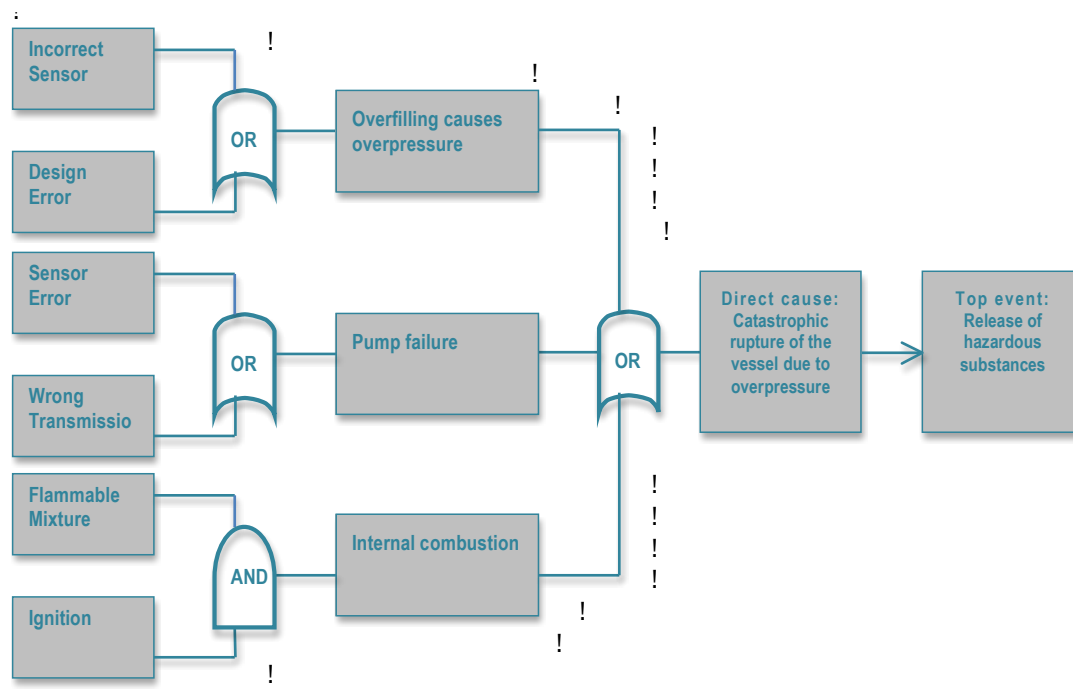 Incorrect
Sensor
OR
Design
Error
Overfilling causes
overpressure
Sensor
Error
OR
Wrong
Transmissio
Pump failure
OR
Direct cause:
Catastrophic
rupture of the
vessel due to
overpressure
Top event:
Release of
hazardous
substances
Flammable
Mixture
AND
Ignition
Internal combustion
!
!
!
!
!
!
!
!
!
!
!
!
!
!